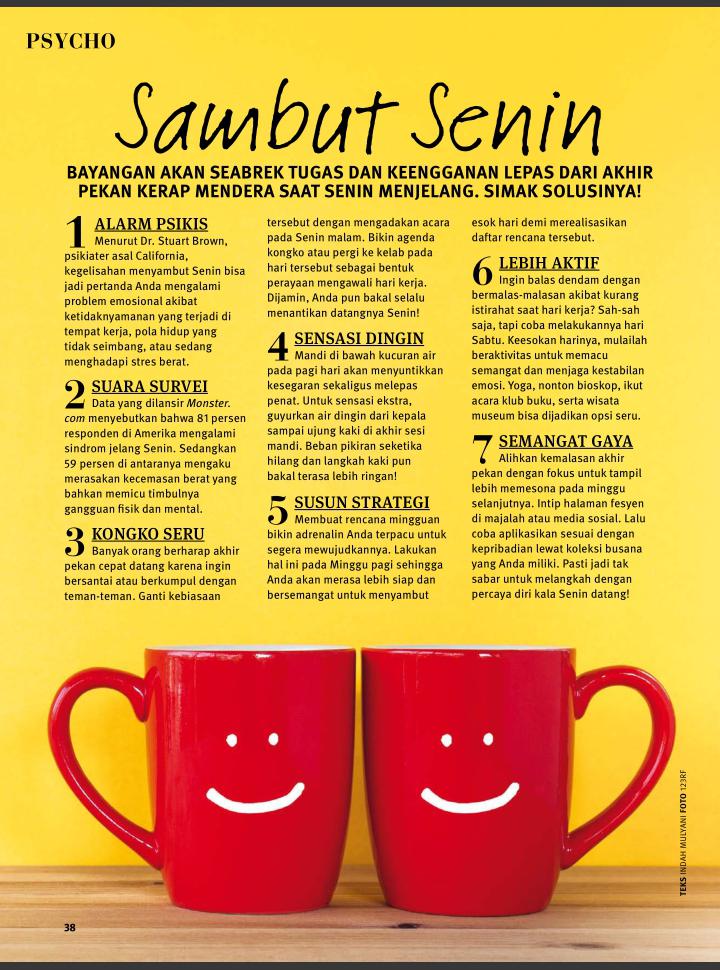 PSYCHO
Sambut Senin
BAYANGAN AKAN SEABREK TUGAS DAN KEENGGANAN LEPAS DARI AKHIR
PEKAN KERAP MENDERA SAAT SENIN MENJELANG. SIMAK SOLUSINYA!
1 ALARM PSIKIS
Menurut Dr. Stuart Brown,
psikiater asal California,
kegelisahan menyambut Senin bisa
jadi pertanda Anda mengalami
problem emosional akibat
ketidaknyamanan yang terjadi di
tempat kerja, pola hidup yang
tidak seimbang, atau sedang
menghadapi stres berat.
2 SUARA SURVEI
Data yang dilansir Monster.
com menyebutkan bahwa 81 persen
responden di Amerika mengalami
sindrom jelang Senin. Sedangkan
59 persen di antaranya mengaku
merasakan kecemasan berat yang
bahkan memicu timbulnya
gangguan fisik dan mental.
3 KONGKO SERU
Banyak orang berharap akhir
pekan cepat datang karena ingin
bersantai atau berkumpul dengan
teman-teman. Ganti kebiasaan
tersebut dengan mengadakan acara
pada Senin malam. Bikin agenda
kongko atau pergi ke kelab pada
hari tersebut sebagai bentuk
perayaan mengawali hari kerja.
Dijamin, Anda pun bakal selalu
menantikan datangnya Senin!
4 SENSASI DINGIN
Mandi di bawah kucuran air
pada pagi hari akan menyuntikkan
kesegaran sekaligus melepas
penat. Untuk sensasi ekstra,
guyurkan air dingin dari kepala
sampai ujung kaki di akhir sesi
mandi. Beban pikiran seketika
hilang dan langkah kaki pun
bakal terasa lebih ringan!
5 SUSUN STRATEGI
Membuat rencana mingguan
bikin adrenalin Anda terpacu untuk
segera mewujudkannya. Lakukan
hal ini pada Minggu pagi sehingga
Anda akan merasa lebih siap dan
bersemangat untuk menyambut
esok hari demi merealisasikan
daftar rencana tersebut.
6 LEBIH AKTIF
Ingin balas dendam dengan
bermalas-malasan akibat kurang
istirahat saat hari kerja? Sah-sah
saja, tapi coba melakukannya hari
Sabtu. Keesokan harinya, mulailah
beraktivitas untuk memacu
semangat dan menjaga kestabilan
emosi. Yoga, nonton bioskop, ikut
acara klub buku, serta wisata
museum bisa dijadikan opsi seru.
7 SEMANGAT GAYA
Alihkan kemalasan akhir
pekan dengan fokus untuk tampil
lebih memesona pada minggu
selanjutnya. Intip halaman fesyen
di majalah atau media sosial. Lalu
coba aplikasikan sesuai dengan
kepribadian lewat koleksi busana
yang Anda miliki. Pasti jadi tak
sabar untuk melangkah dengan
percaya diri kala Senin datang!
TEKS INDAH MULYANI FOTO 123RF
38